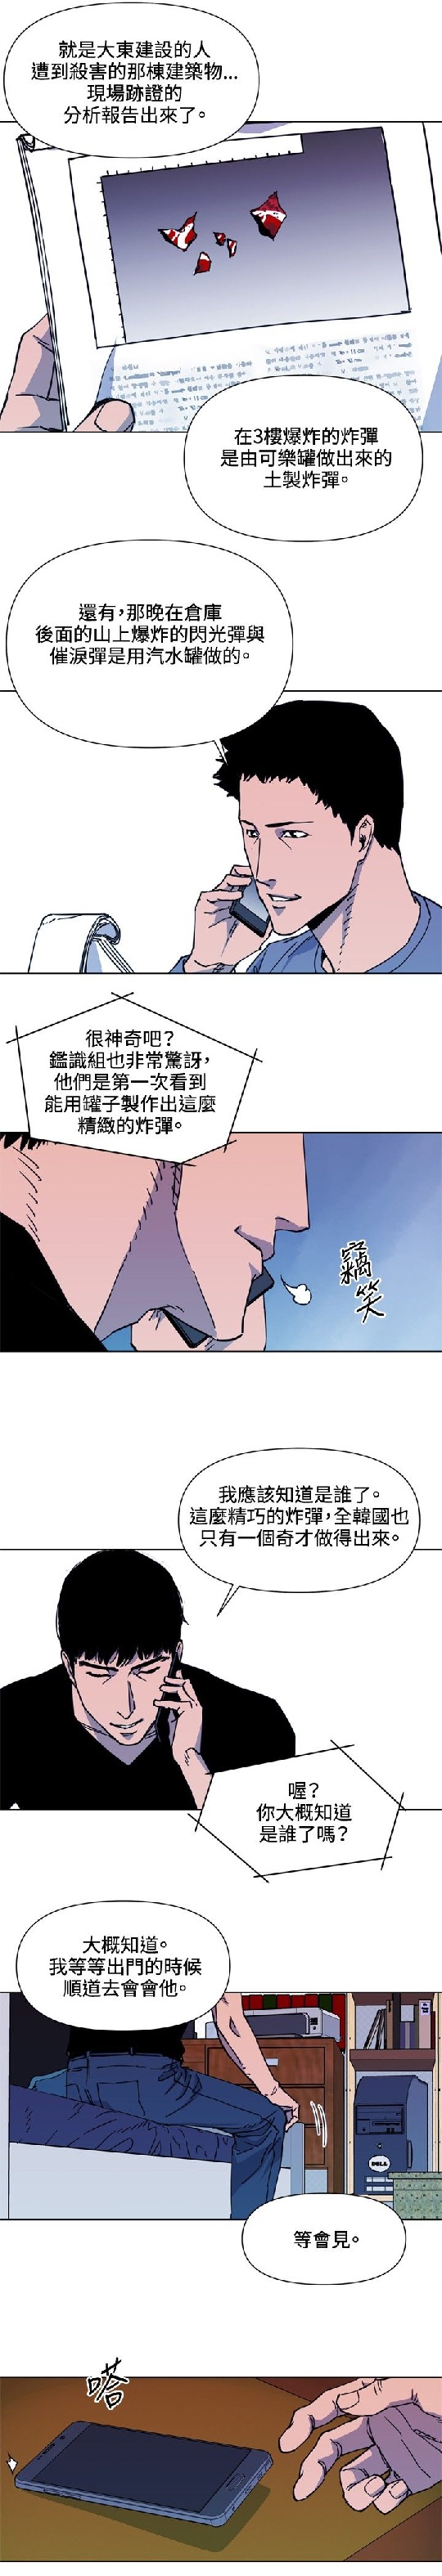 就是大東建設的人
遭到殺害的那棟建築物…
現場跡證的
分析報告出來了。
在3樓爆炸的炸彈
是由可樂罐做出來的
土製炸彈。
還有,那晚在倉庫
後面的山上爆炸的閃光彈與
催淚彈是用汽水罐做的。
很神奇吧?
鑑識組也非常驚訝,
他們是第一次看到
能用罐子製作出這麼
精緻的炸彈。
竊笑
我應該知道是誰了。
這麼精巧的炸彈,全韓國也
只有一個奇才做得出來。
喔?
你大概知道
是誰了嗎?
大概知道。
我等等出門的時候
順道去會會他。
DELL
等會見。
嗒